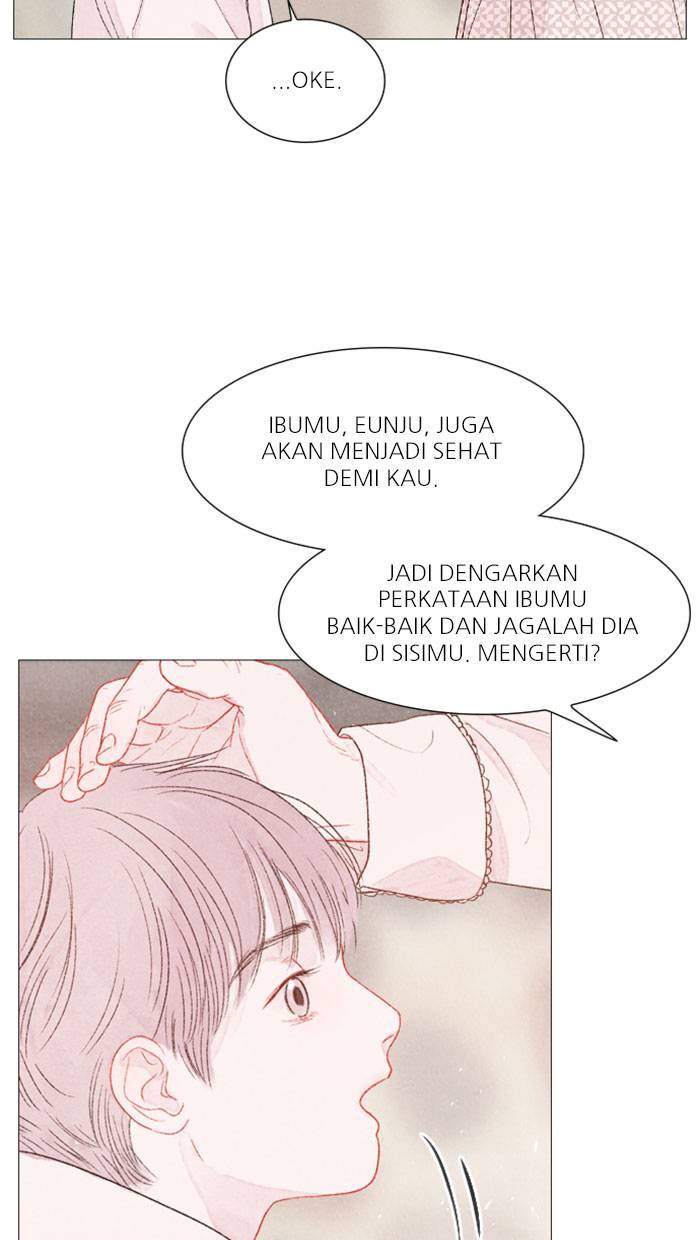 ...OKE.
IBUMU, EUNJU, JUGA
AKAN MENJADI SEHAT
DEMI KAU.
JADI DENGARKAN
PERKATAAN IBUMU
BAIK-BAIK DAN JAGALAH DIA
DI SISIMU. MENGERTI?